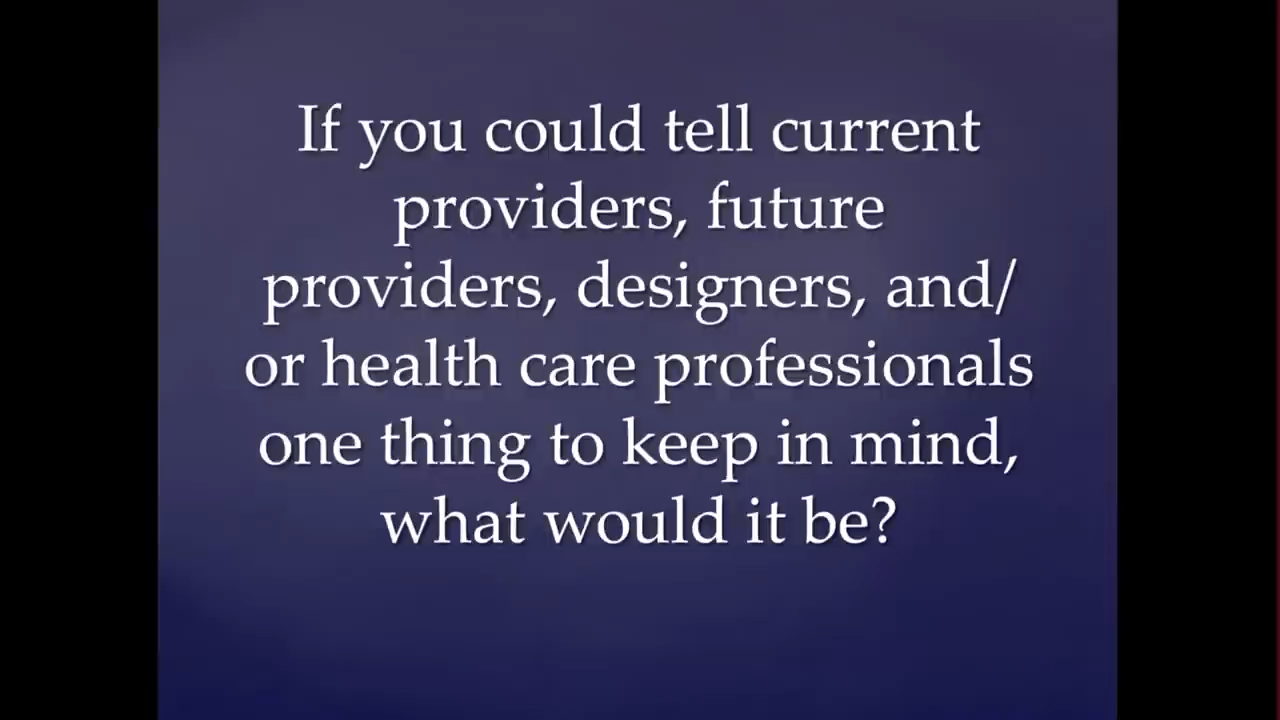 If you could tell current
providers, future
providers, designers, and/
or health care professionals
one thing to keep in mind,
what would it be?